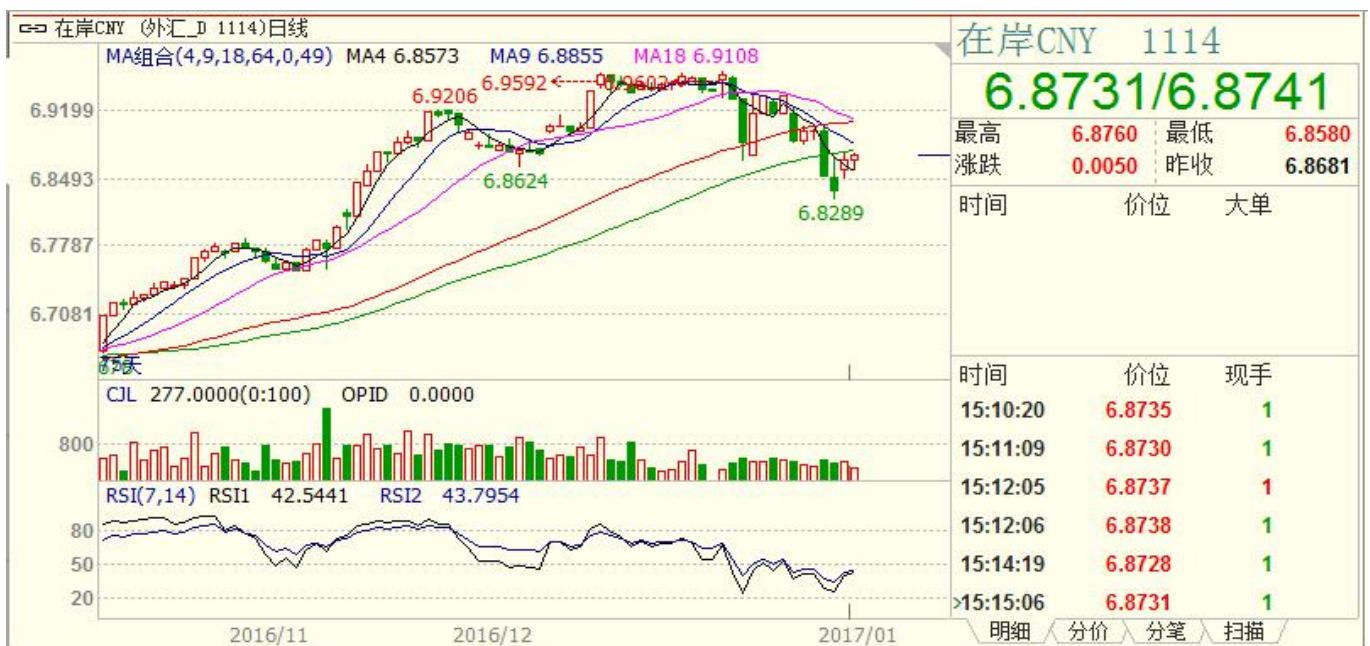 在岸CNY (外汇_D 1114)日线
MA组合(4,9,18,64,0,49) MA4 6.8573 MA9 6.8855 MA18 6.9108
6.9592 6.9602
6.9206
6.9199
6.8624
6.8493
6.8289
6.7787
6.7081
CJL 277.0000(0:100) OPID 0.0000
800
RSI(7,14) RSI1 42.5441 RSI2 43.7954
80
50
20
2016/11 2016/12 2017/01
在岸CNY 1114
6.8731/6.8741
最高 6.8760 最低 6.8580
涨跌 0.0050 昨收 6.8681
时间 价位 大单
时间 价位 现手
15:10:20 6.8735 1
15:11:09 6.8730 1
15:12:05 6.8737 1
15:12:06 6.8738 1
15:14:19 6.8728 1
>15:15:06 6.8731 1
明细 分价 分笔 扫描